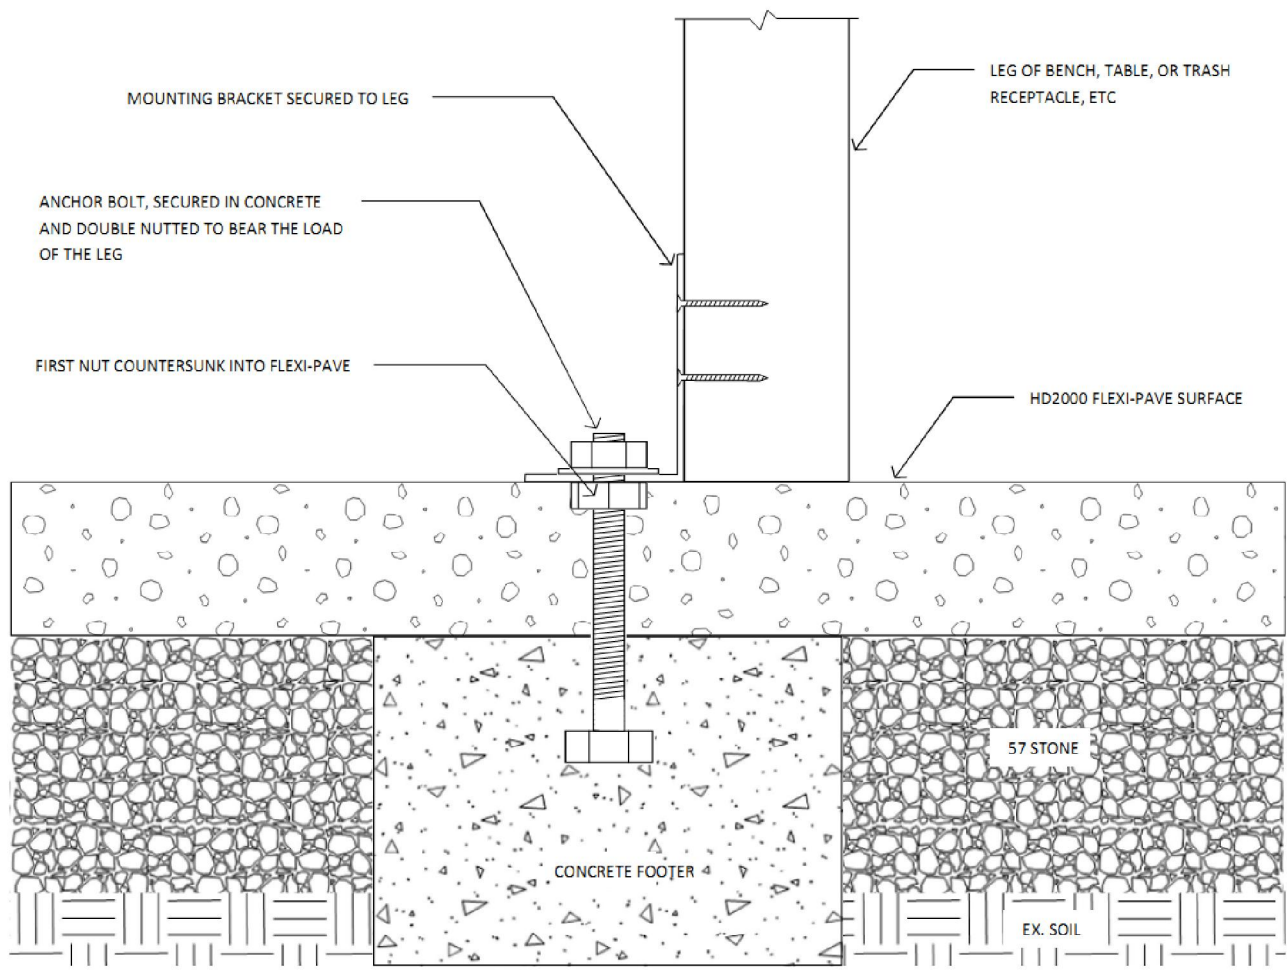 MOUNTING BRACKET SECURED TO LEG
LEG OF BENCH, TABLE, OR TRASH
RECEPTACLE, ETC
ANCHOR BOLT, SECURED IN CONCRETE
AND DOUBLE NUTTED TO BEAR THE LOAD
OF THE LEG
FIRST NUT COUNTERSUNK INTO FLEXI-PAVE
HD2000 FLEXI-PAVE SURFACE
57 STONE
CONCRETE FOOTER
EX. SOIL